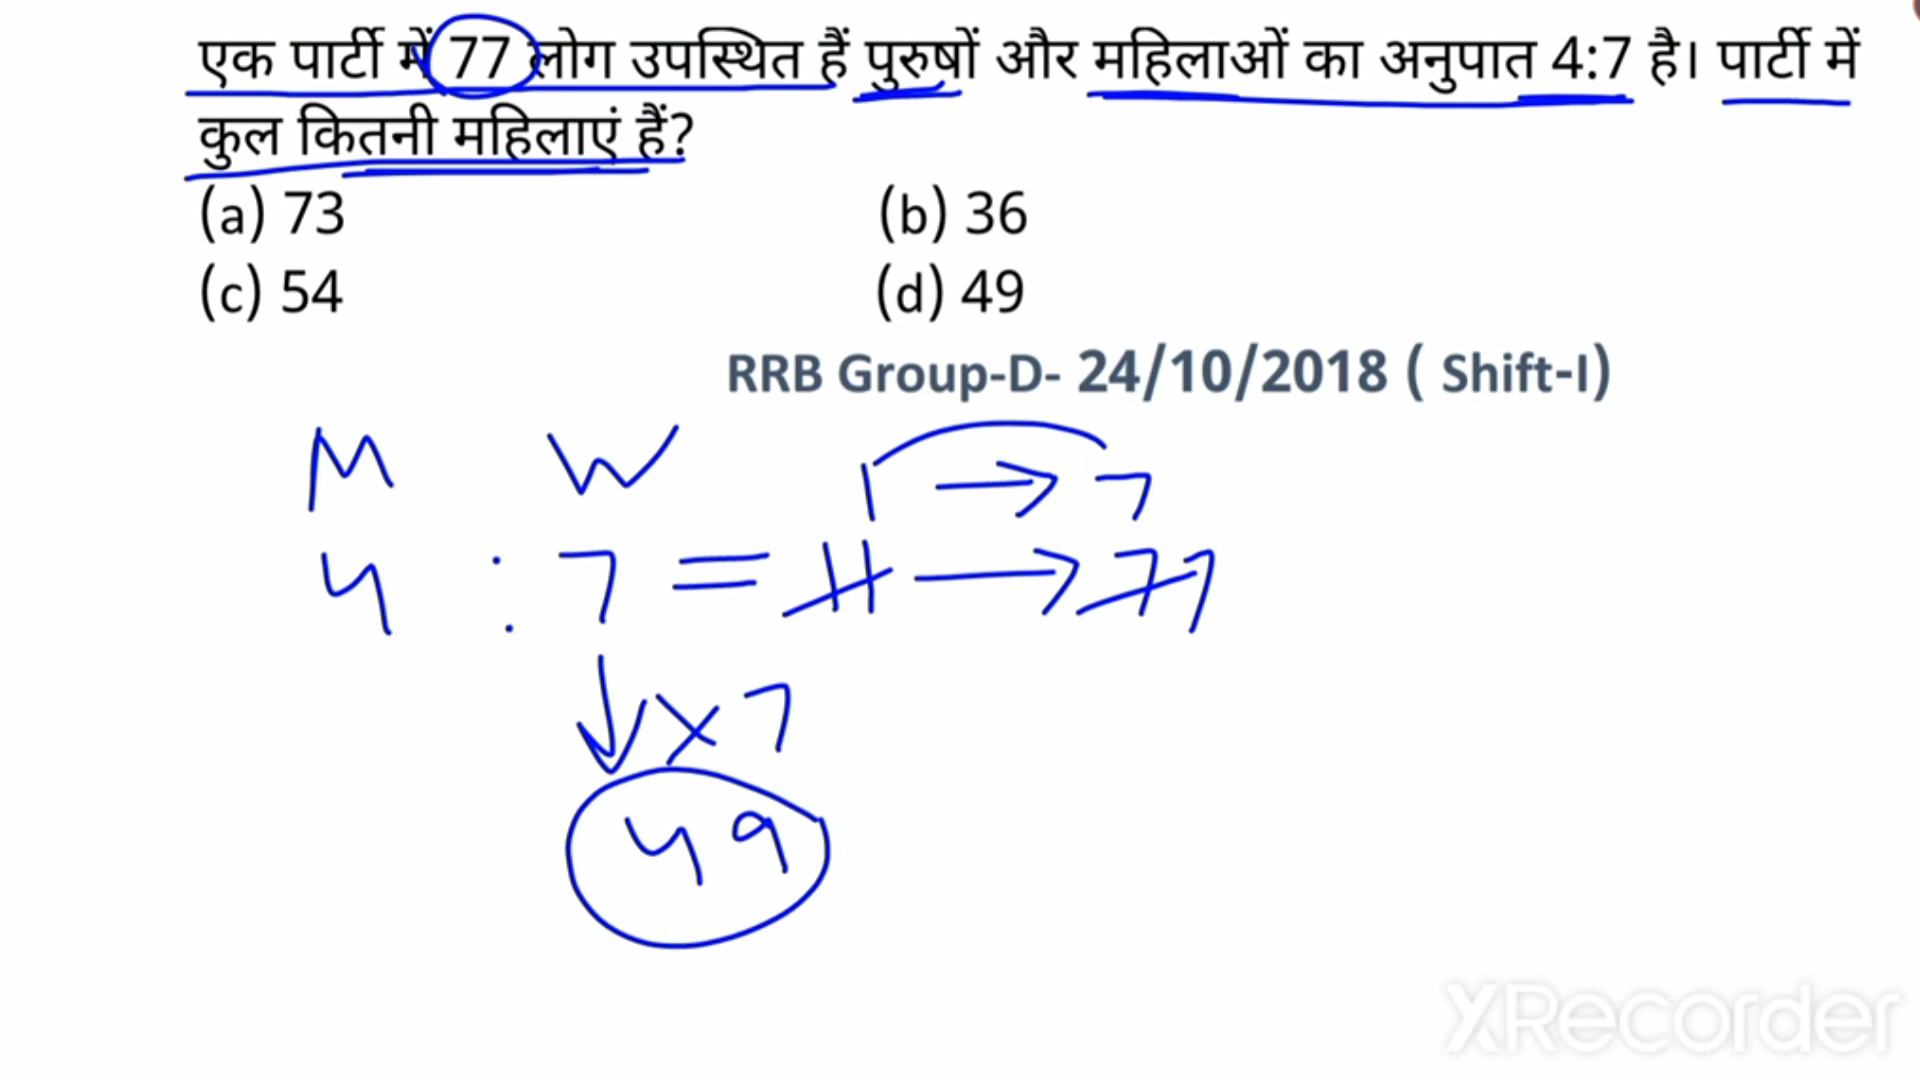 एक पार्टी में 77 लोग उपस्थित हैं पुरुषों और महिलाओं का अनुपात 4:7 है। पार्टी में
कुल कितनी महिलाएं हैं?
(a) 73 (b) 36
(c) 54 (d) 49
RRB Group-D- 24/10/2018 ( Shift-I)
M W 1 → 7
4 : 7 = 11 → 77
×7
49
XRecorder